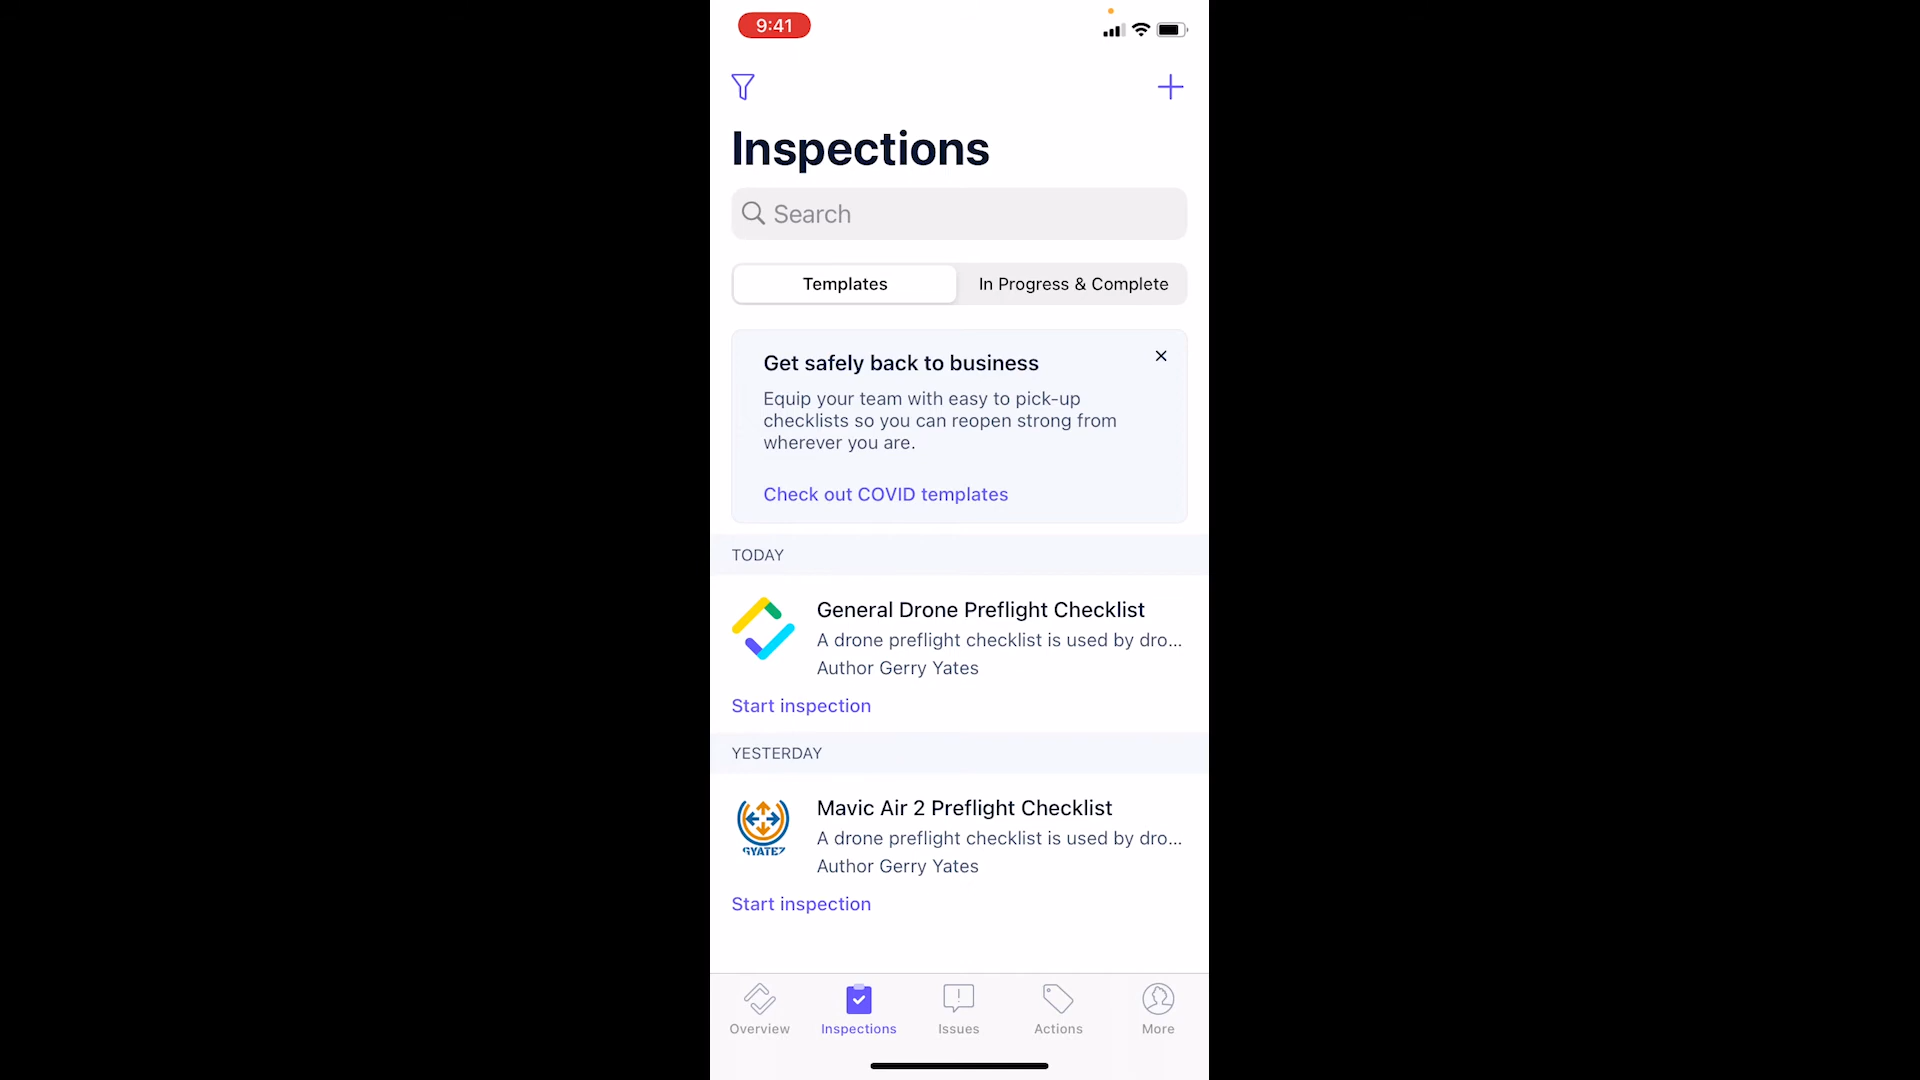 9:41
Inspections
Search
Templates
In Progress & Complete
Get safely back to business
Equip your team with easy to pick-up
checklists so you can reopen strong from
wherever you are.
Check out COVID templates
TODAY
General Drone Preflight Checklist
A drone preflight checklist is used by dro...
Author Gerry Yates
Start inspection
YESTERDAY
Mavic Air 2 Preflight Checklist
A drone preflight checklist is used by dro...
Author Gerry Yates
GYATEZ
Start inspection
Overview
Inspections
Issues
Actions
More